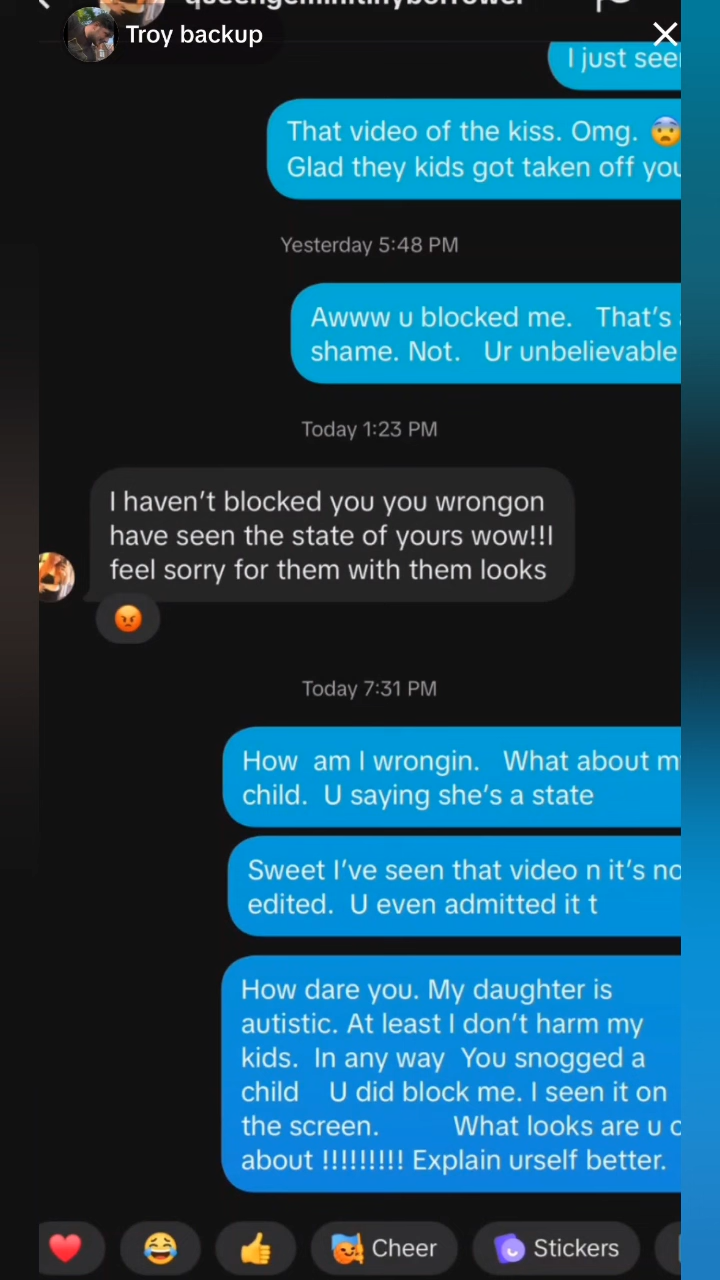 Troy backup
I just see
That video of the kiss. Omg. 😨
Glad they kids got taken off you
Yesterday 5:48 PM
Awww u blocked me. That's
shame. Not. Ur unbelievable
Today 1:23 PM
I haven't blocked you you wrongon
have seen the state of yours wow!!!I
feel sorry for them with them looks
😡
Today 7:31 PM
How am I wrongin. What about m
child. U saying she's a state
Sweet I've seen that video n it's no
edited. U even admitted it t
How dare you. My daughter is
autistic. At least I don't harm my
kids. In any way You snogged a
child U did block me. I seen it on
the screen. What looks are u
about !!!!!!!!! Explain urself better.
❤️ 😂 👍 Cheer Stickers